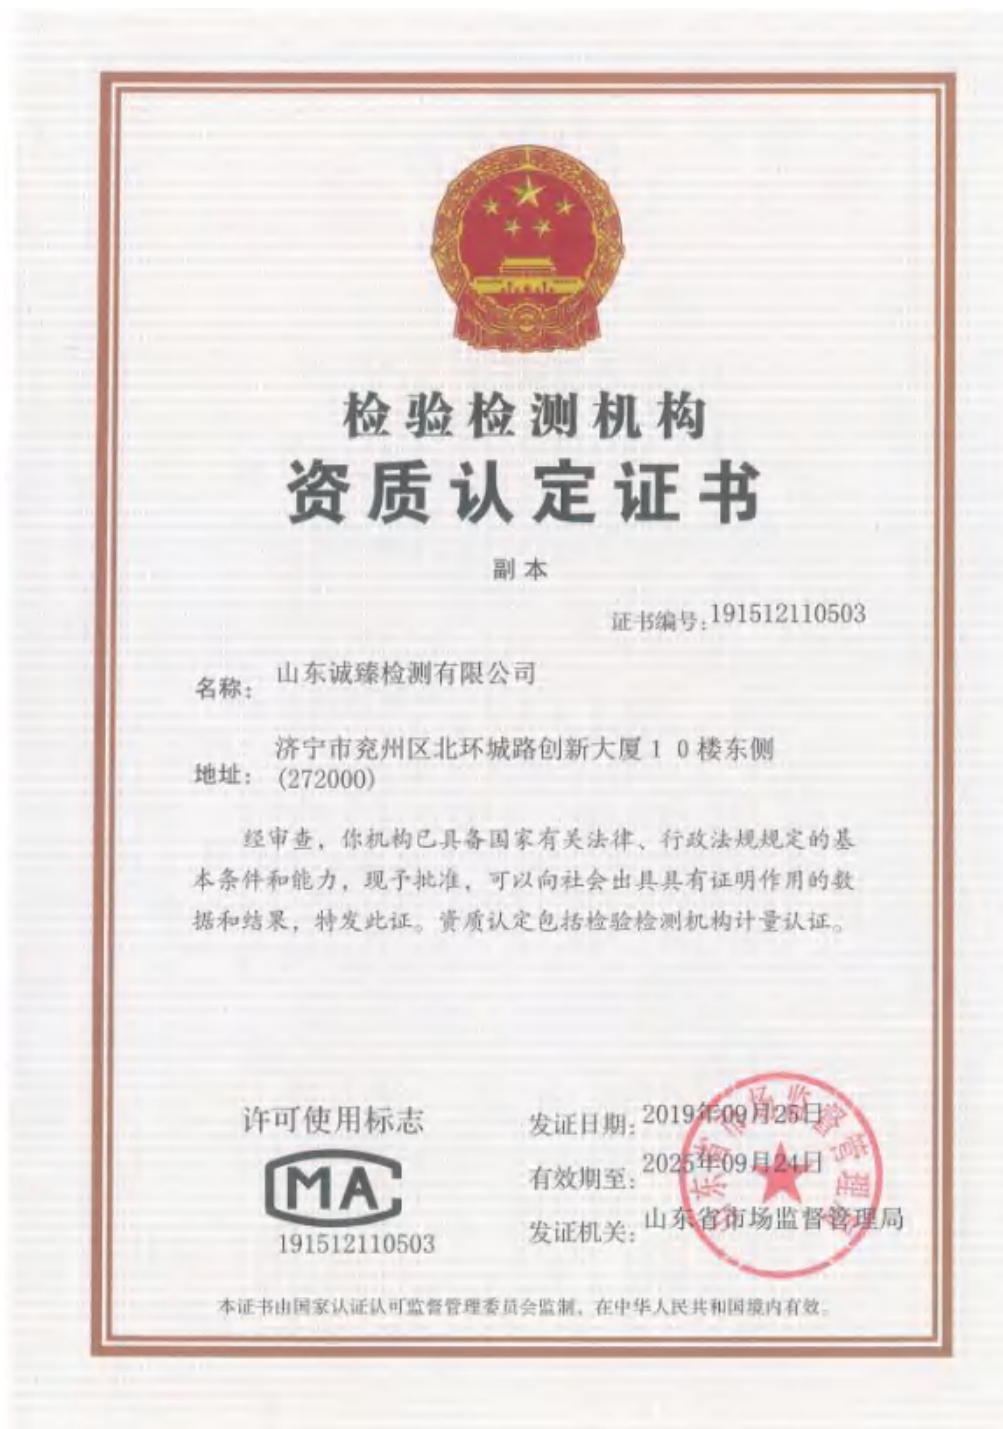 检验检测机构
资质认定证书
副本
证书编号:191512110503
名称: 山东诚臻检测有限公司
地址: 济宁市兖州区北环城路创新大厦10楼东侧
(272000)
经审查，你机构已具备国家有关法律、行政法规规定的基
本条件和能力，现予批准，可以向社会出具具有证明作用的数
据和结果，特发此证。资质认定包括检验检测机构计量认证。
许可使用标志
MA
191512110503
发证日期: 2019年09月25日
有效期至: 2025年09月24日
发证机关: 山东省市场监督管理局
山东省市场监督管理局
本证书由国家认证认可监督管理委员会监制，在中华人民共和国境内有效。